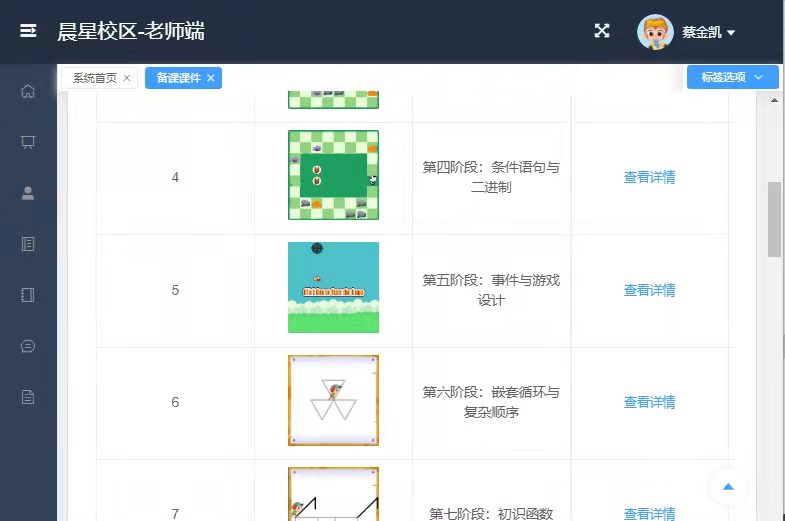 晨星校区-老师端
蔡金凯
系统首页
备课课件
标签选项
4
第四阶段：条件语句与
二进制
查看详情
5
第五阶段：事件与游戏
设计
查看详情
6
第六阶段：嵌套循环与
复杂顺序
查看详情
7
第七阶段：初识函数
查看详情